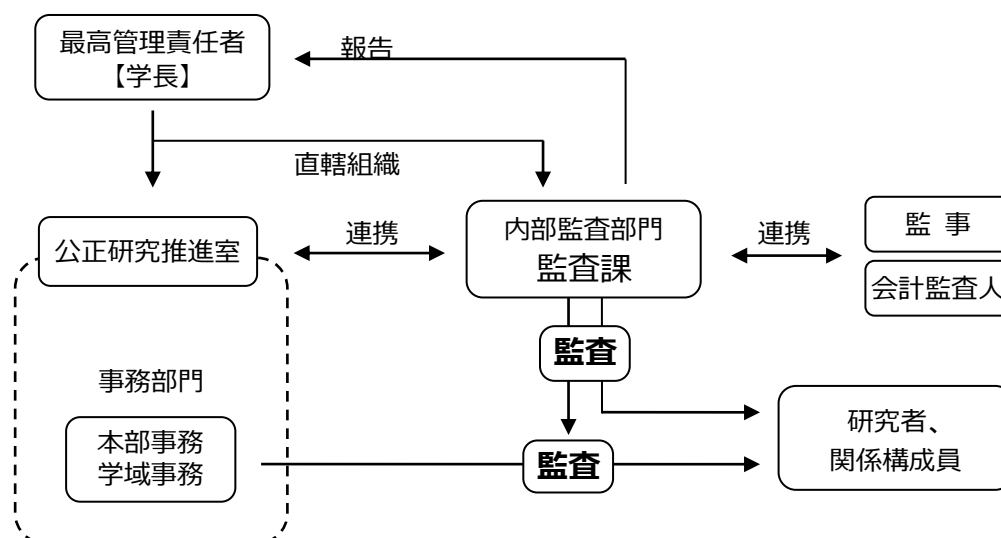 最高管理責任者
【学長】
報告
直轄組織
公正研究推進室
連携
内部監査部門
監査課
連携
監 事
会計監査人
監査
事務部門
本部事務
学域事務
監査
研究者、
関係構成員